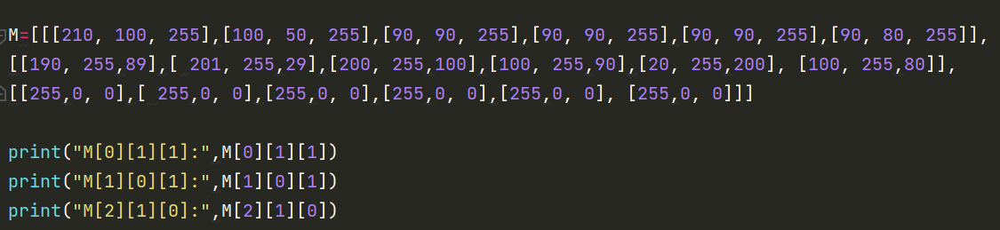 M=[[[210, 100, 255],[100, 50, 255],[90, 90, 255],[90, 90, 255],[90, 90, 255],[90, 80, 255]],
[[190, 255,89],[ 201, 255,29],[200, 255,100],[100, 255,90],[20, 255,200], [100, 255,80]],
[[255,0, 0],[ 255,0, 0],[255,0, 0],[255,0, 0],[255,0, 0], [255,0, 0]]]
print("M[0][1][1]:",M[0][1][1])
print("M[1][0][1]:",M[1][0][1])
print("M[2][1][0]:",M[2][1][0])